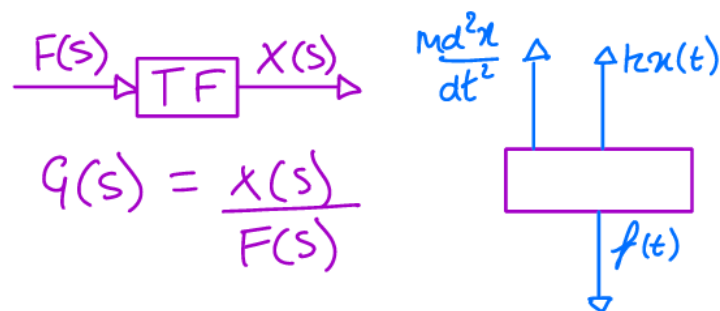 F(S) TF X(S)
G(S) = X(S)/F(S)
Md²x/dt² kx(t)
f(t)